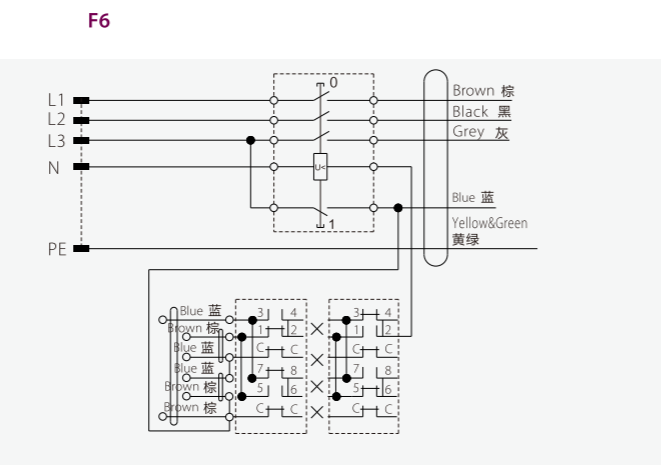 F6
0
L1
Brown 棕
L2
Black 黑
L3
Grey 灰
N
U<
Blue 蓝
1
Yellow&Green
黄绿
PE
Blue 蓝
3 4 3 4
Brown 棕
1 2 1 2
Blue 蓝
C C C C
Blue 蓝
7 8 7 8
Brown 棕
5 6 5 6
Brown 棕
C C C C